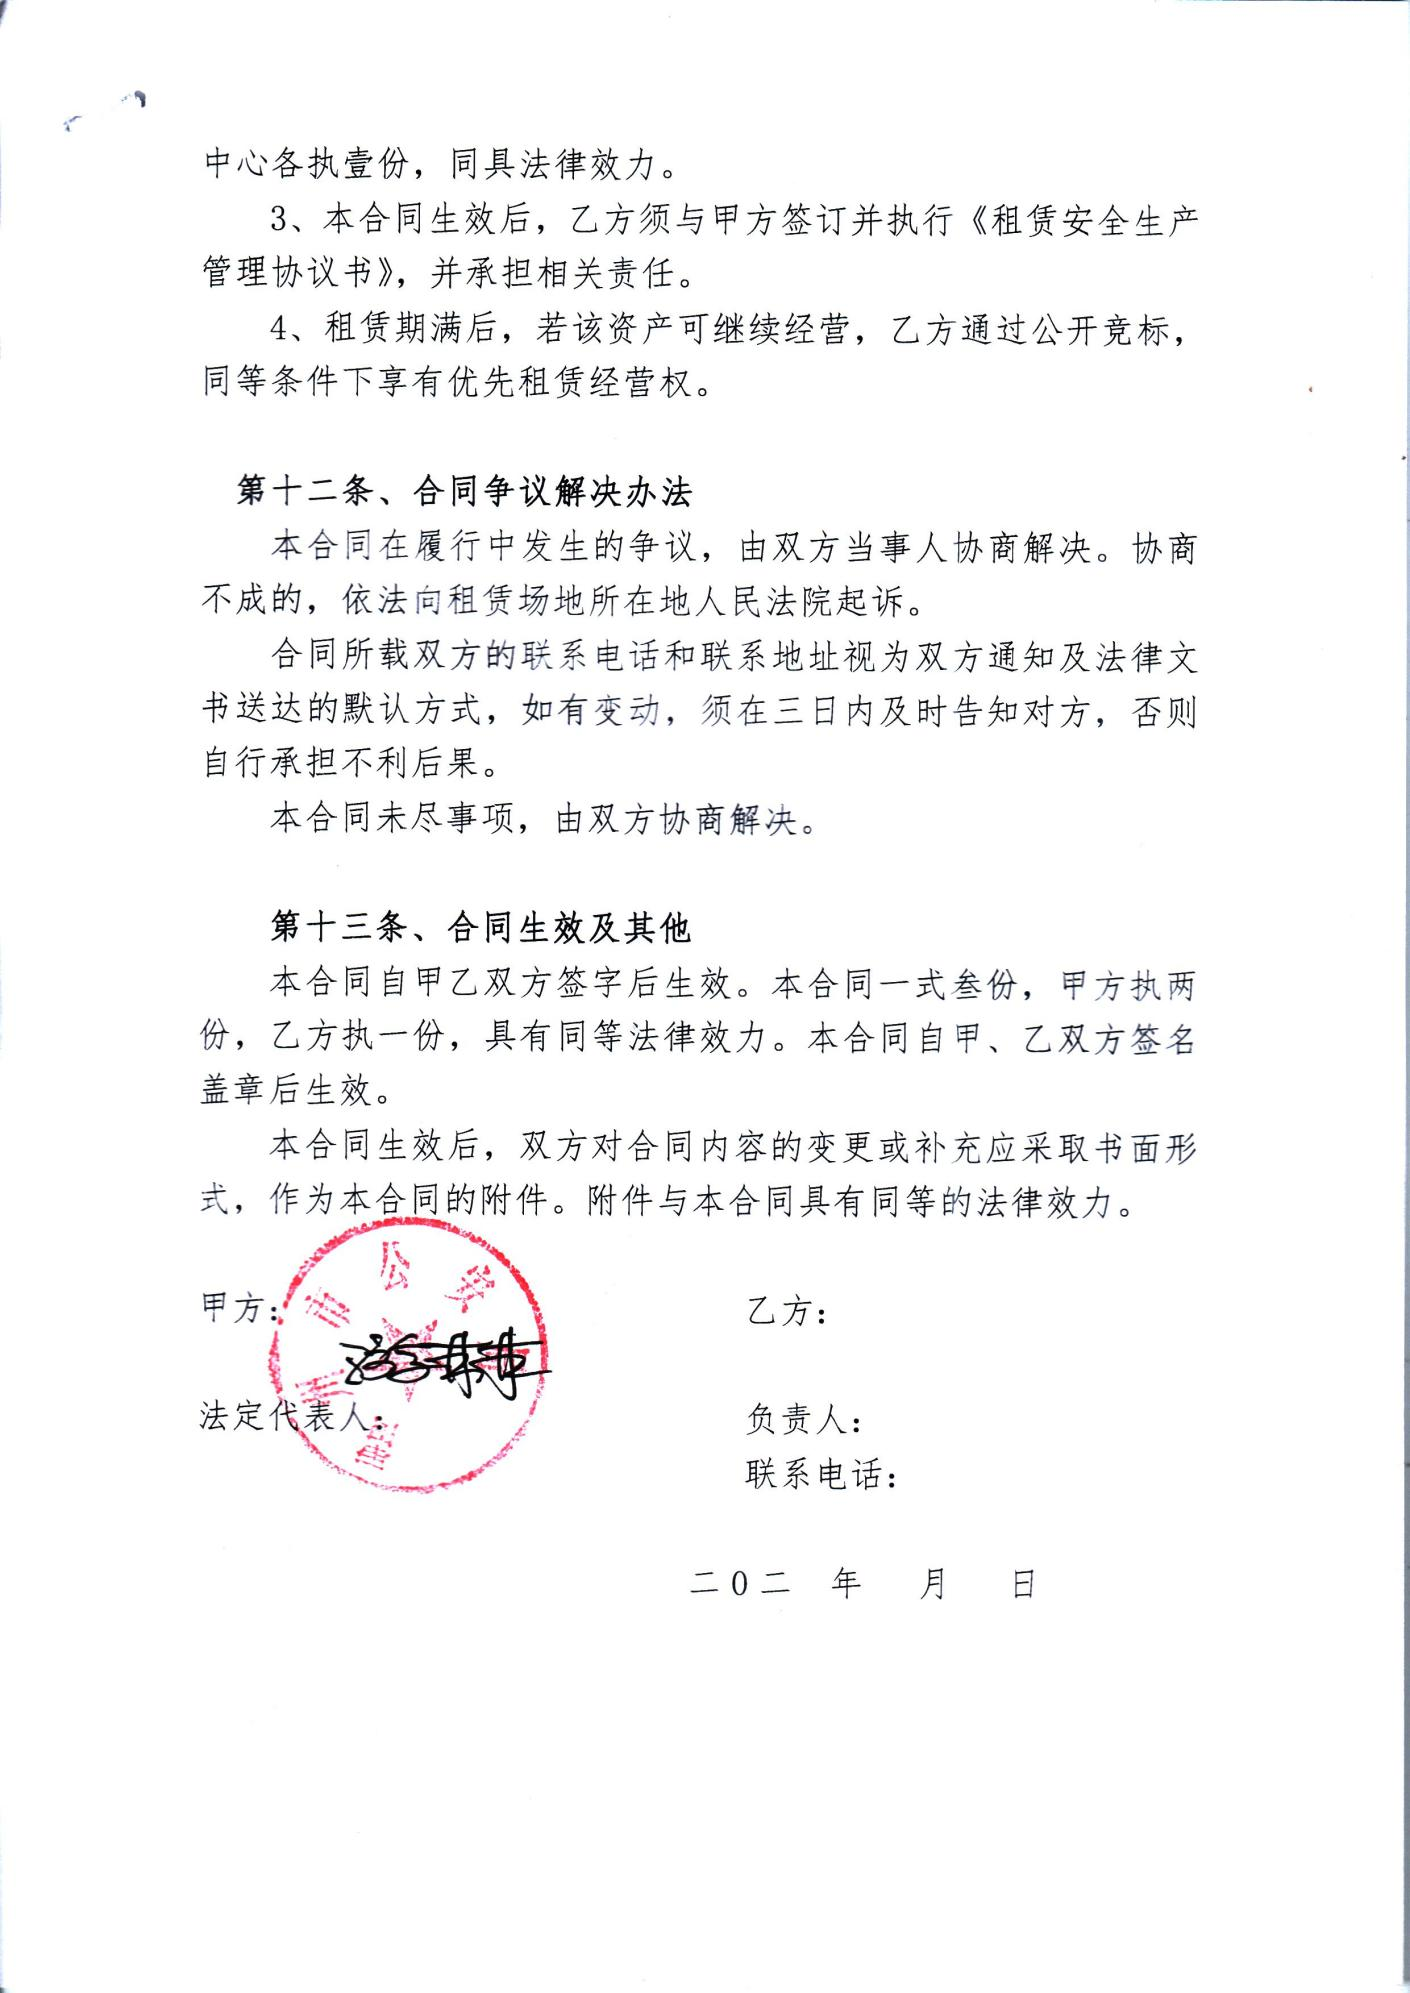 中心各执壹份，同具法律效力。
3、本合同生效后，乙方须与甲方签订并执行《租赁安全生产
管理协议书》，并承担相关责任。
4、租赁期满后，若该资产可继续经营，乙方通过公开竞标，
同等条件下享有优先租赁经营权。
第十二条、合同争议解决办法
本合同在履行中发生的争议，由双方当事人协商解决。协商
不成的，依法向租赁场地所在地人民法院起诉。
合同所载双方的联系电话和联系地址视为双方通知及法律文
书送达的默认方式，如有变动，须在三日内及时告知对方，否则
自行承担不利后果。
本合同未尽事项，由双方协商解决。
第十三条、合同生效及其他
本合同自甲乙双方签字后生效。本合同一式叁份，甲方执两
份，乙方执一份，具有同等法律效力。本合同自甲、乙双方签名
盖章后生效。
本合同生效后，双方对合同内容的变更或补充应采取书面形
式，作为本合同的附件。附件与本合同具有同等的法律效力。
甲方：
乙方：
州市公安
法定代表人：
负责人：
联系电话：
二〇二 年 月 日